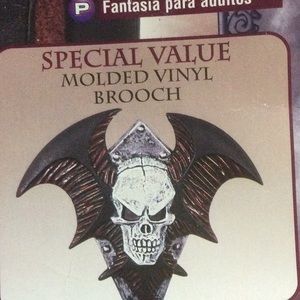 P Fantasia para adultos
SPECIAL VALUE
MOLDED VINYL
BROOCH